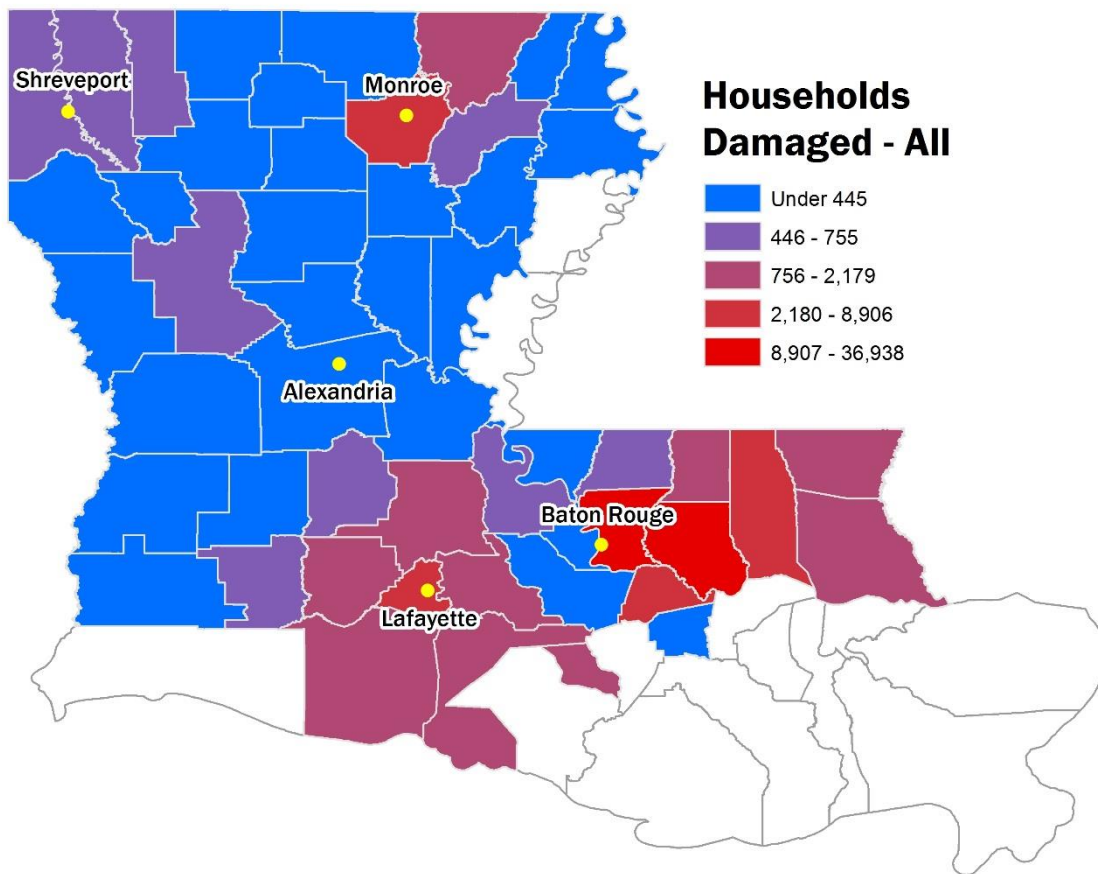 Shreveport
Monroe
Households
Damaged - All
Under 445
446 - 755
756 - 2,179
2,180 - 8,906
8,907 - 36,938
Alexandria
Baton Rouge
Lafayette